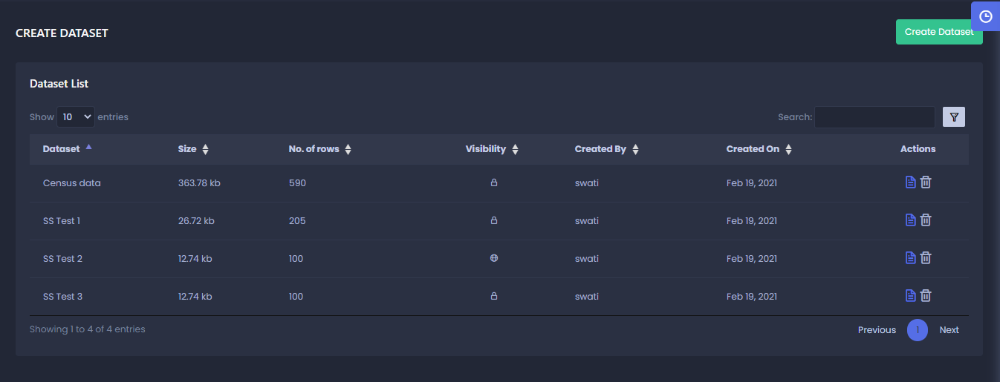 CREATE DATASET
Create Dataset
Dataset List
Show 10 entries
Search:
Dataset Size No. of rows Visibility Created By Created On Actions
Census data 363.78 kb 590 swati Feb 19, 2021
SS Test 1 26.72 kb 205 swati Feb 19, 2021
SS Test 2 12.74 kb 100 swati Feb 19, 2021
SS Test 3 12.74 kb 100 swati Feb 19, 2021
Showing 1 to 4 of 4 entries
Previous 1 Next